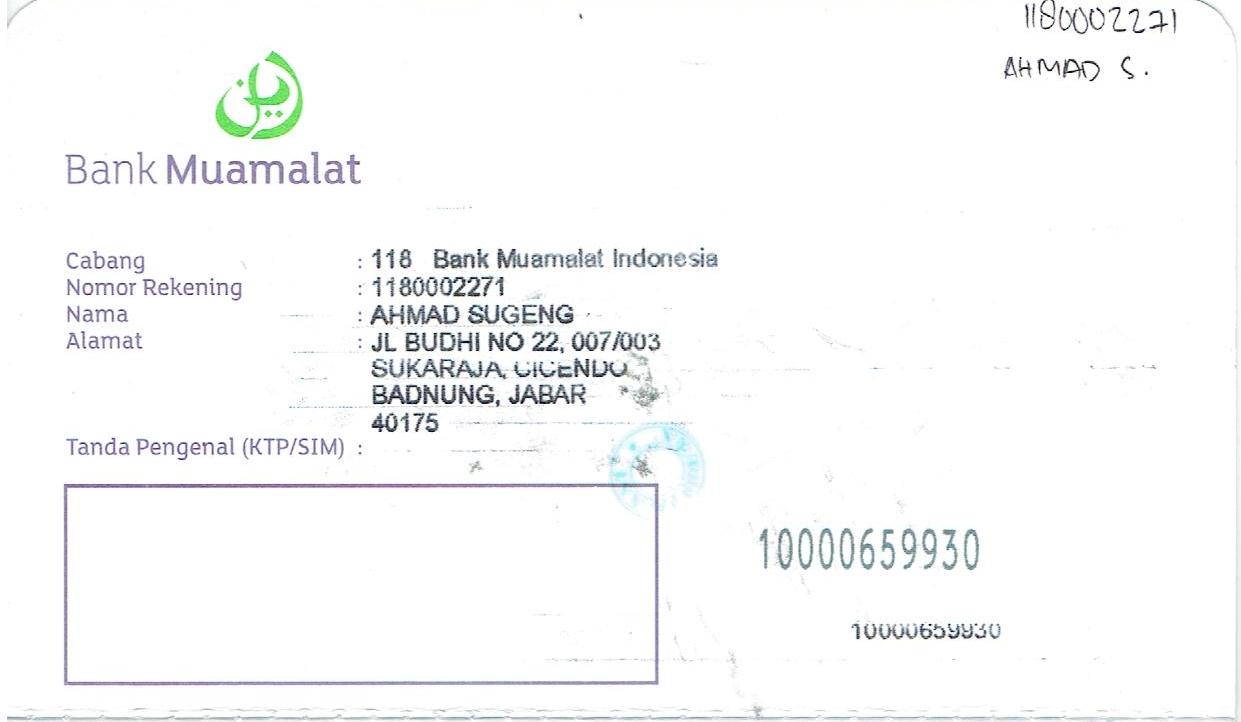 1180002271
AHMAD S.
Bank Muamalat
Cabang : 118 Bank Muamalat Indonesia
Nomor Rekening : 1180002271
Nama : AHMAD SUGENG
Alamat : JL BUDHI NO 22, 007/003
SUKARAJA, CICENDO
BADNUNG, JABAR
40175
Tanda Pengenal (KTP/SIM) :
10000659930
10000659930